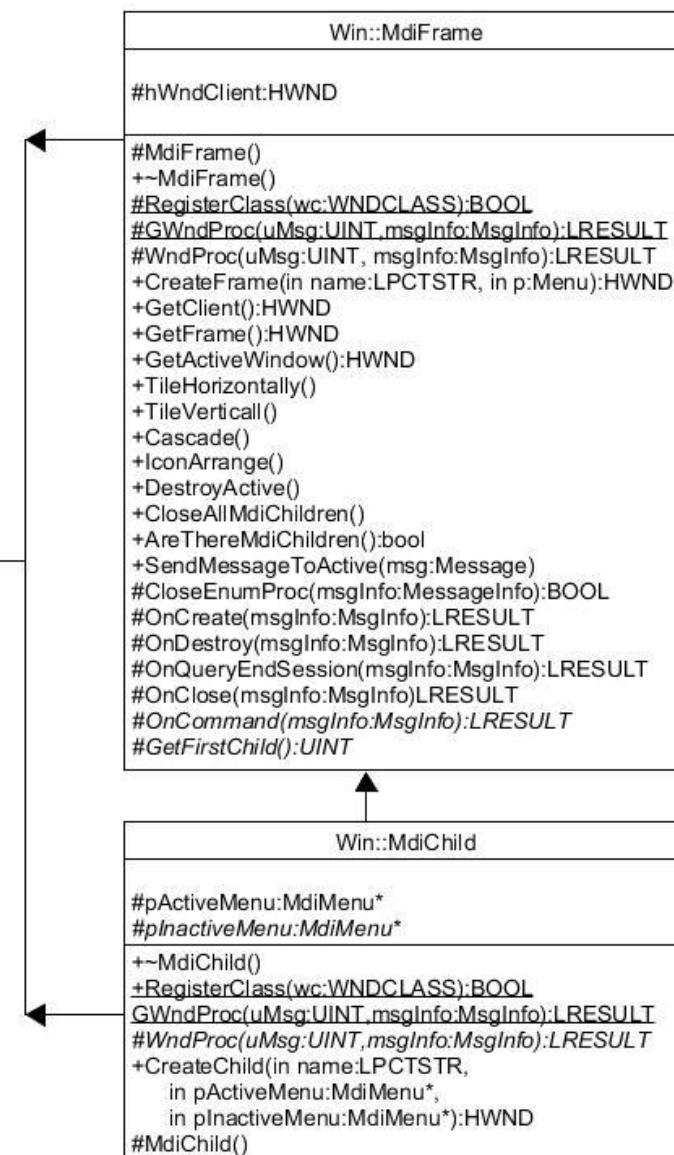 Win::MdiFrame
#hWndClient:HWND
#MdiFrame()
+~MdiFrame()
#RegisterClass(wc:WNDCLASS):BOOL
#GWndProc(uMsg:UINT,msgInfo:MsgInfo):LRESULT
#WndProc(uMsg:UINT, msgInfo:MsgInfo):LRESULT
+CreateFrame(in name:LPCTSTR, in p:Menu):HWND
+GetClient():HWND
+GetFrame():HWND
+GetActiveWindow():HWND
+TileHorizontally()
+TileVerticall()
+Cascade()
+IconArrange()
+DestroyActive()
+CloseAllMdiChildren()
+AreThereMdiChildren():bool
+SendMessageToActive(msg:Message)
#CloseEnumProc(msgInfo:MessageInfo):BOOL
#OnCreate(msgInfo:MsgInfo):LRESULT
#OnDestroy(msgInfo:MsgInfo):LRESULT
#OnQueryEndSession(msgInfo:MsgInfo):LRESULT
#OnClose(msgInfo:MsgInfo)LRESULT
#OnCommand(msgInfo:MsgInfo):LRESULT
#GetFirstChild():UINT
Win::MdiChild
#pActiveMenu:MdiMenu*
#pInactiveMenu:MdiMenu*
+~MdiChild()
+RegisterClass(wc:WNDCLASS):BOOL
GWndProc(uMsg:UINT,msgInfo:MsgInfo):LRESULT
#WndProc(uMsg:UINT,msgInfo:MsgInfo):LRESULT
+CreateChild(in name:LPCTSTR,
in pActiveMenu:MdiMenu*,
in pInactiveMenu:MdiMenu*):HWND
#MdiChild()